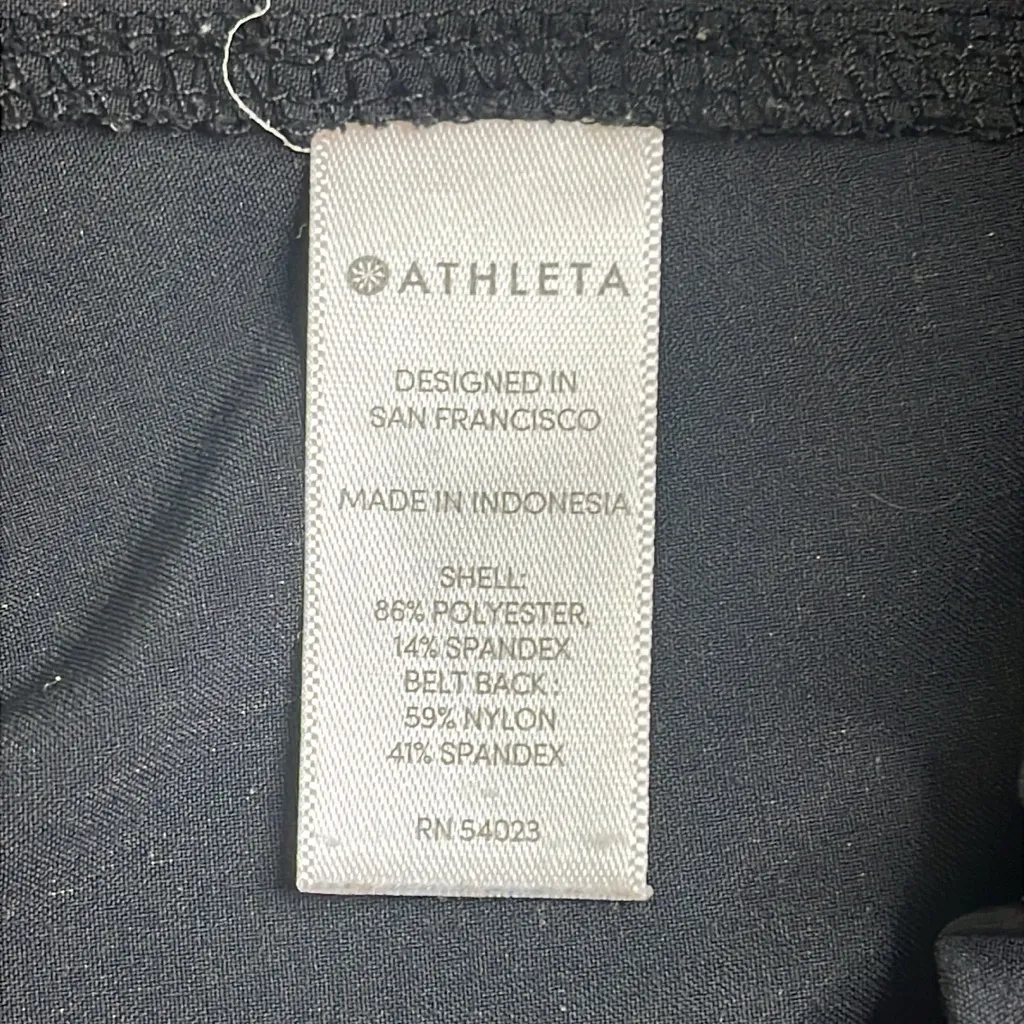 ATHLETA
DESIGNED IN
SAN FRANCISCO
MADE IN INDONESIA
SHELL:
86% POLYESTER,
14% SPANDEX
BELT BACK :
59% NYLON
41% SPANDEX
RN 54023